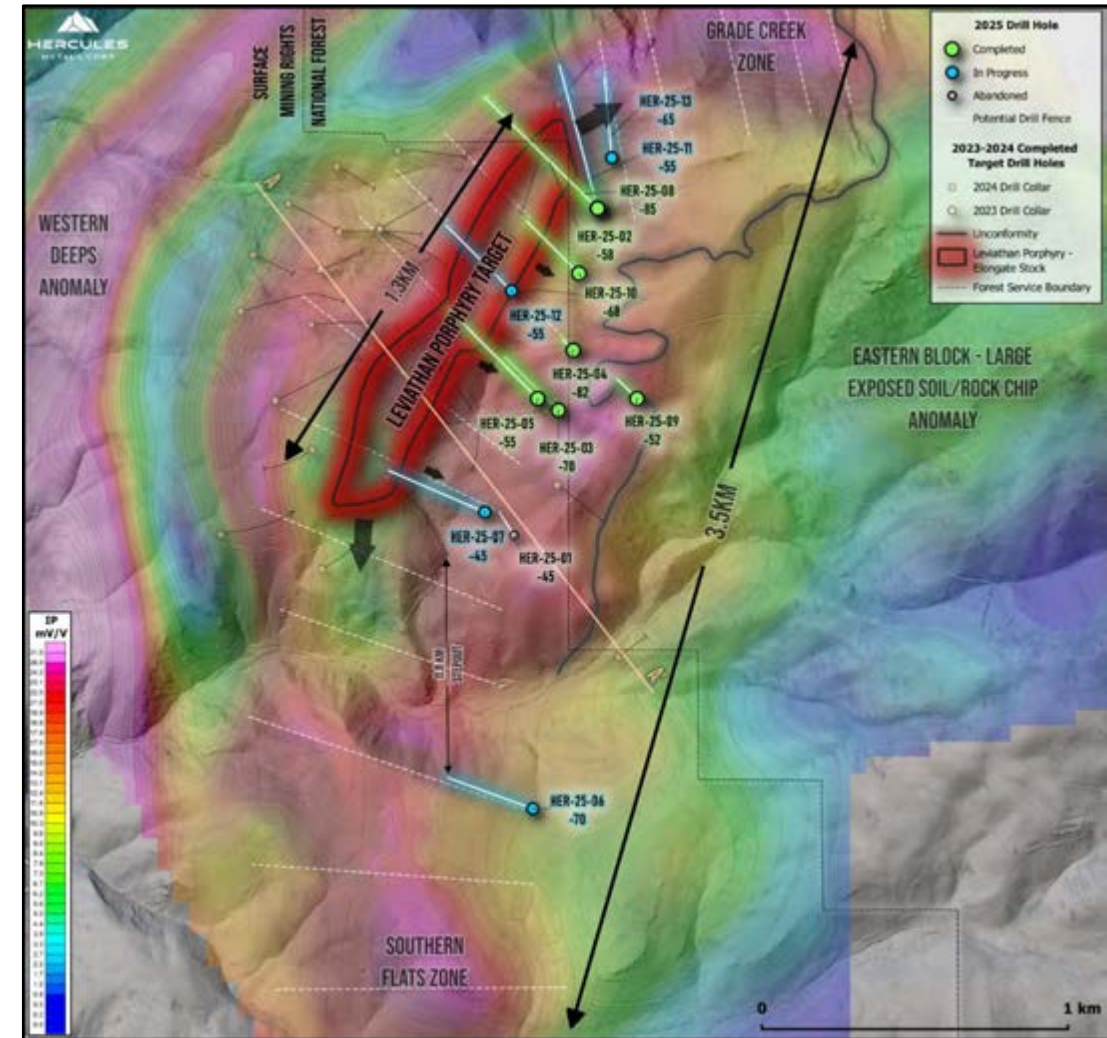 HERCULES
METALS CORP
SURFACE
MINING RIGHTS
NATIONAL FOREST
GRADE CREEK
ZONE
2025 Drill Hole
Completed
In Progress
Abandoned
Potential Drill Fence
2023-2024 Completed
Target Drill Holes
2024 Drill Collar
2023 Drill Collar
Unconformity
Leviathan Porphyry -
Elongate Stock
Forest Service Boundary
HER-25-13
-65
HER-25-11
-55
HER-25-08
-85
HER-25-02
-58
HER-25-10
-68
HER-25-12
-55
HER-25-04
-82
HER-25-05
-55
HER-25-03
-70
HER-25-09
-52
HER-25-07
-45
HER-25-01
-45
HER-25-06
-70
WESTERN
DEEPS
ANOMALY
A
1.3KM
LEVIATHAN PORPHYRY TARGET
EASTERN BLOCK - LARGE
EXPOSED SOIL/ROCK CHIP
ANOMALY
3.5KM
KM
STEPOUT
A'
IP
mV/V
SOUTHERN
FLATS ZONE
0
1 km